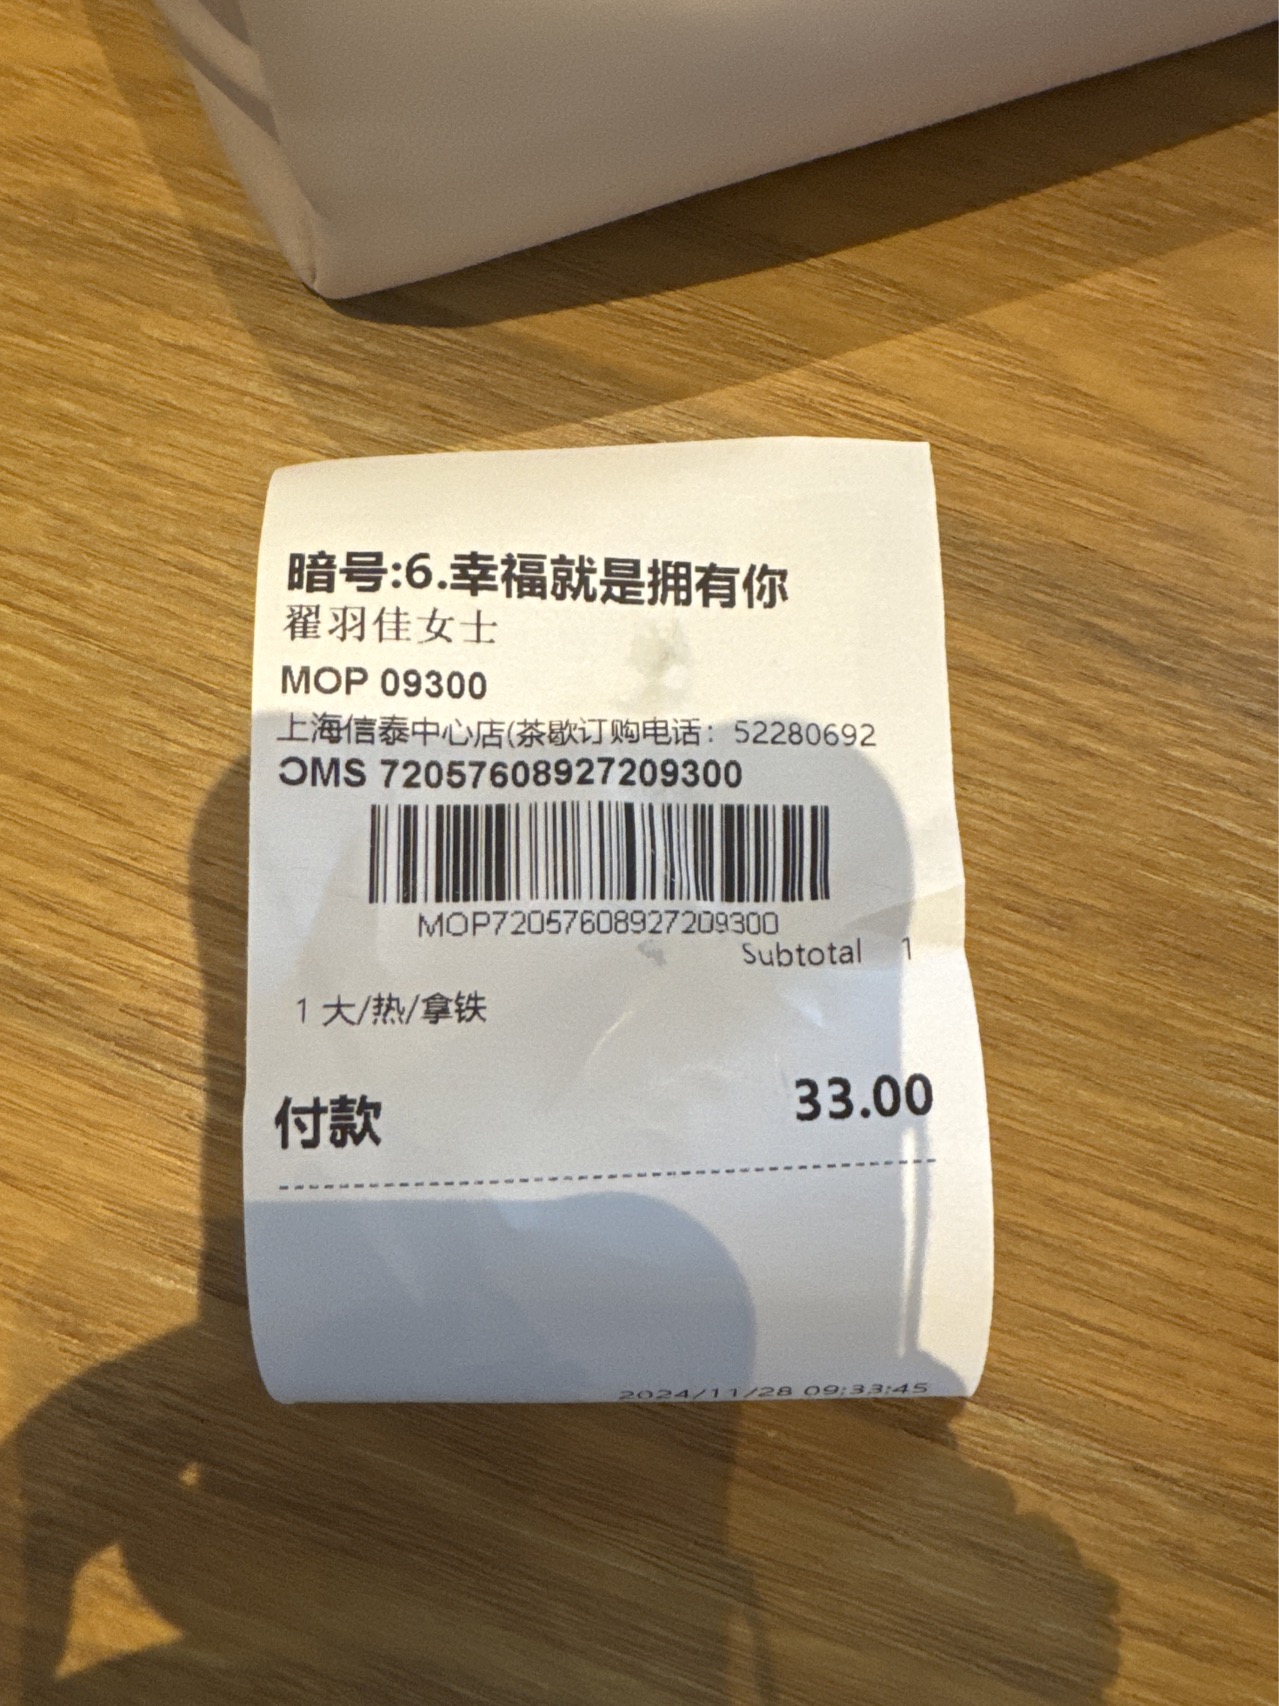 暗号:6.幸福就是拥有你
翟羽佳女士
MOP 09300
上海信泰中心店(茶歇订购电话：52280692
OMS 72057608927209300
MOP72057608927209300
Subtotal 1
1 大/热/拿铁
付款 33.00
2024/11/28 09:33:45